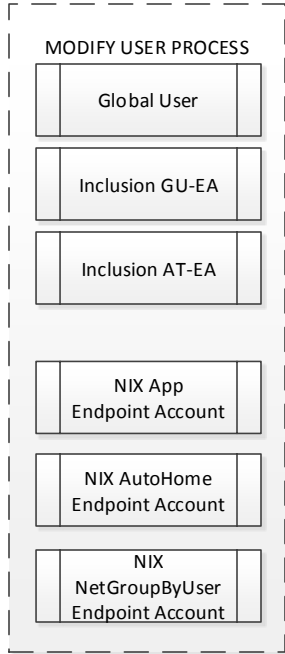 MODIFY USER PROCESS
Global User
Inclusion GU-EA
Inclusion AT-EA
NIX App
Endpoint Account
NIX AutoHome
Endpoint Account
NIX
NetGroupByUser
Endpoint Account